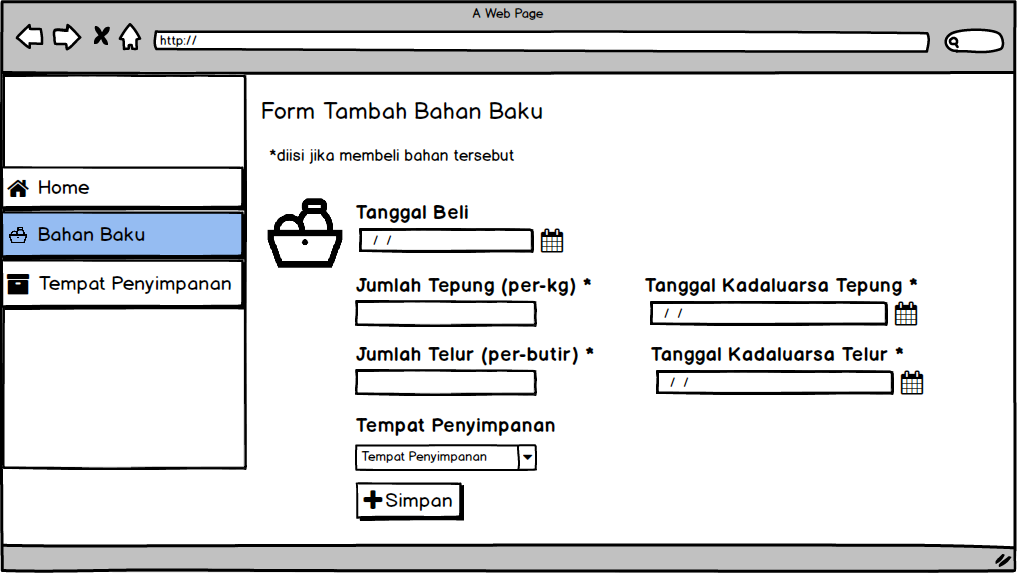 A Web Page
http://
Home
Bahan Baku
Tempat Penyimpanan
Form Tambah Bahan Baku
*diisi jika membeli bahan tersebut
Tanggal Beli
/ /
Jumlah Tepung (per-kg) *
Tanggal Kadaluarsa Tepung *
/ /
Jumlah Telur (per-butir) *
Tanggal Kadaluarsa Telur *
/ /
Tempat Penyimpanan
Tempat Penyimpanan
Simpan